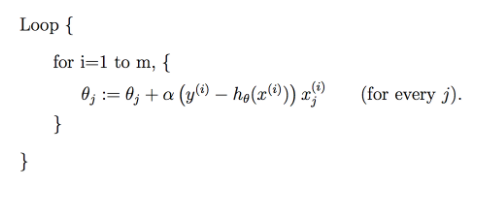 Loop {
for i=1 to m, {
θ_j := θ_j + α (y^{(i)} − h_θ(x^{(i)})) x_j^{(i)} (for every j).
}
}